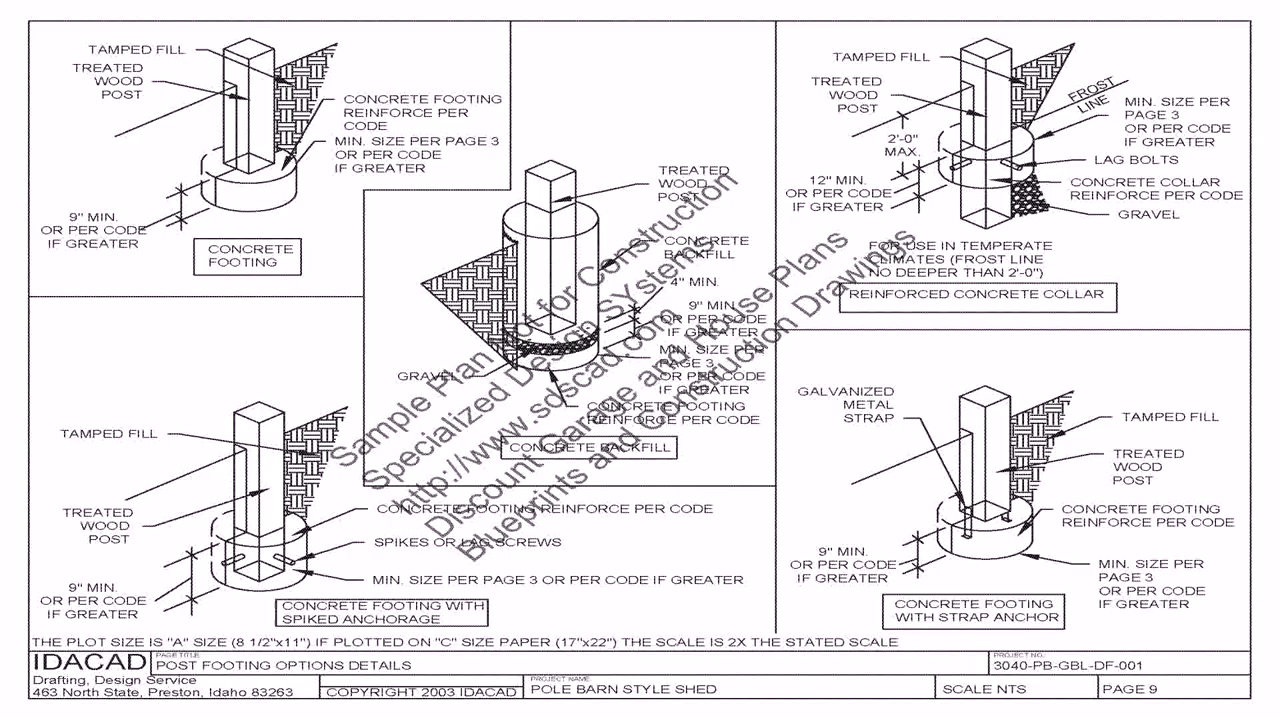 TAMPED FILL
TREATED
WOOD
POST
CONCRETE FOOTING
REINFORCE PER
CODE
MIN. SIZE PER PAGE 3
OR PER CODE
IF GREATER
9" MIN.
OR PER CODE
IF GREATER
CONCRETE
FOOTING
TREATED
WOOD
POST
CONCRETE
BACKFILL
4" MIN.
9" MIN.
OR PER CODE
IF GREATER
MIN. SIZE PER
PAGE 3
OR PER CODE
IF GREATER
GRAVEL
CONCRETE FOOTING
REINFORCE PER CODE
CONCRETE BACKFILL
TAMPED FILL
TREATED
WOOD
POST
FROST
LINE
MIN. SIZE PER
PAGE 3
OR PER CODE
IF GREATER
2'-0"
MAX.
LAG BOLTS
12" MIN.
OR PER CODE
IF GREATER
CONCRETE COLLAR
REINFORCE PER CODE
GRAVEL
FOR USE IN TEMPERATE
CLIMATES (FROST LINE
NO DEEPER THAN 2'-0")
REINFORCED CONCRETE COLLAR
TAMPED FILL
TREATED
WOOD
POST
CONCRETE FOOTING REINFORCE PER CODE
SPIKES OR LAG SCREWS
MIN. SIZE PER PAGE 3 OR PER CODE IF GREATER
9" MIN.
OR PER CODE
IF GREATER
CONCRETE FOOTING WITH
SPIKED ANCHORAGE
GALVANIZED
METAL
STRAP
TAMPED FILL
TREATED
WOOD
POST
CONCRETE FOOTING
REINFORCE PER CODE
9" MIN.
OR PER CODE
IF GREATER
MIN. SIZE PER
PAGE 3
OR PER CODE
IF GREATER
CONCRETE FOOTING
WITH STRAP ANCHOR
Sample Plan Not for Construction
Specialized Design SYstems
http://www.sdscad.com
Discount Garage and House Plans
Blueprints and Construction Drawings
THE PLOT SIZE IS "A" SIZE (8 1/2"x11") IF PLOTTED ON "C" SIZE PAPER (17"x22") THE SCALE IS 2X THE STATED SCALE
IDACAD
PAGE TITLE:
POST FOOTING OPTIONS DETAILS
PROJECT NO.
3040-PB-GBL-DF-001
Drafting, Design Service
463 North State, Preston, Idaho 83263
COPYRIGHT 2003 IDACAD
PROJECT NAME
POLE BARN STYLE SHED
SCALE NTS
PAGE 9